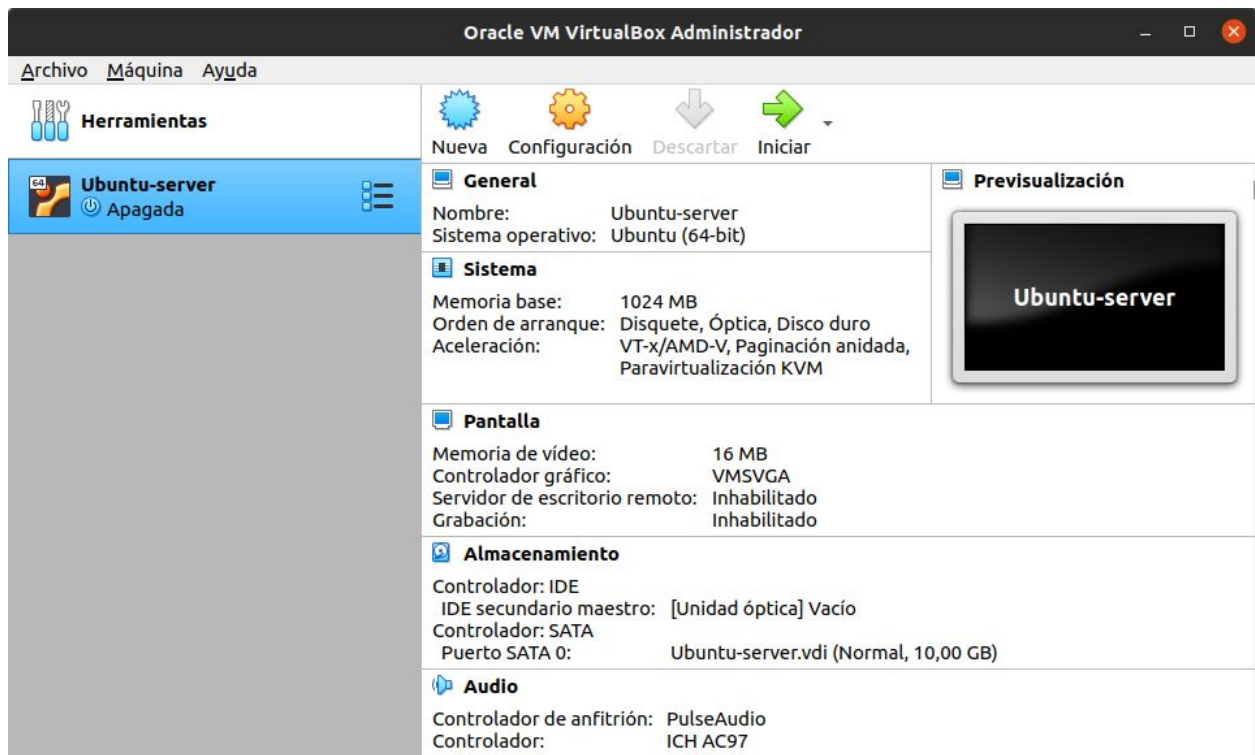 Oracle VM VirtualBox Administrador
Archivo Máquina Ayuda
Herramientas
64
Ubuntu-server
Apagada
Nueva Configuración Descartar Iniciar
General
Nombre: Ubuntu-server
Sistema operativo: Ubuntu (64-bit)
Previsualización
Ubuntu-server
Sistema
Memoria base: 1024 MB
Orden de arranque: Disquete, Óptica, Disco duro
Aceleración: VT-x/AMD-V, Paginación anidada,
Paravirtualización KVM
Pantalla
Memoria de vídeo: 16 MB
Controlador gráfico: VMSVGA
Servidor de escritorio remoto: Inhabilitado
Grabación: Inhabilitado
Almacenamiento
Controlador: IDE
IDE secundario maestro: [Unidad óptica] Vacío
Controlador: SATA
Puerto SATA 0: Ubuntu-server.vdi (Normal, 10,00 GB)
Audio
Controlador de anfitrión: PulseAudio
Controlador: ICH AC97